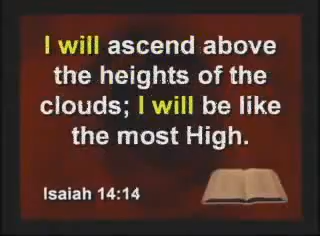 I will ascend above
the heights of the
clouds; I will be like
the most High.
Isaiah 14:14